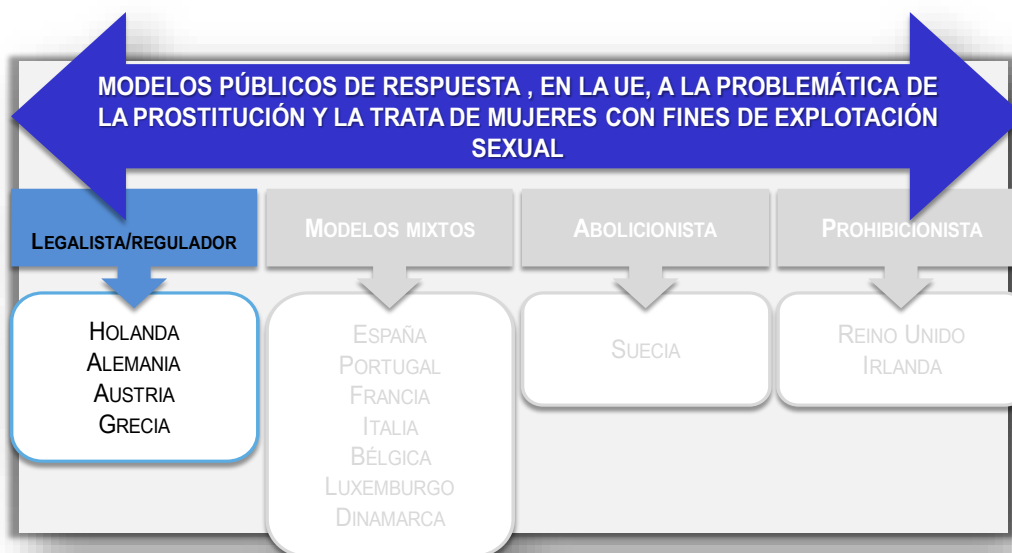 MODELOS PÚBLICOS DE RESPUESTA , EN LA UE, A LA PROBLEMÁTICA DE
LA PROSTITUCIÓN Y LA TRATA DE MUJERES CON FINES DE EXPLOTACIÓN
SEXUAL
LEGALISTA/REGULADOR
HOLANDA
ALEMANIA
AUSTRIA
GRECIA
MODELOS MIXTOS
ESPAÑA
PORTUGAL
FRANCIA
ITALIA
BÉLGICA
LUXEMBURGO
DINAMARCA
ABOLICIONISTA
SUECIA
PROHIBICIONISTA
REINO UNIDO
IRLANDA